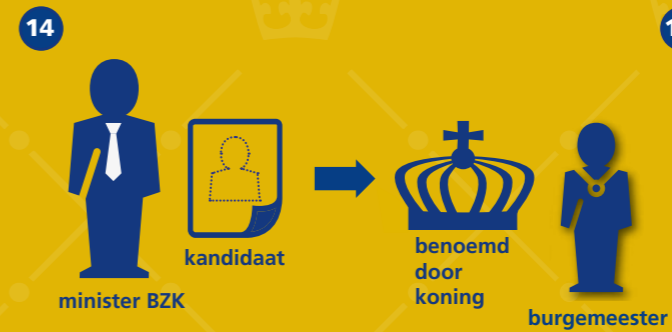 14
kandidaat
minister BZK
benoemd
door
koning
burgemeester